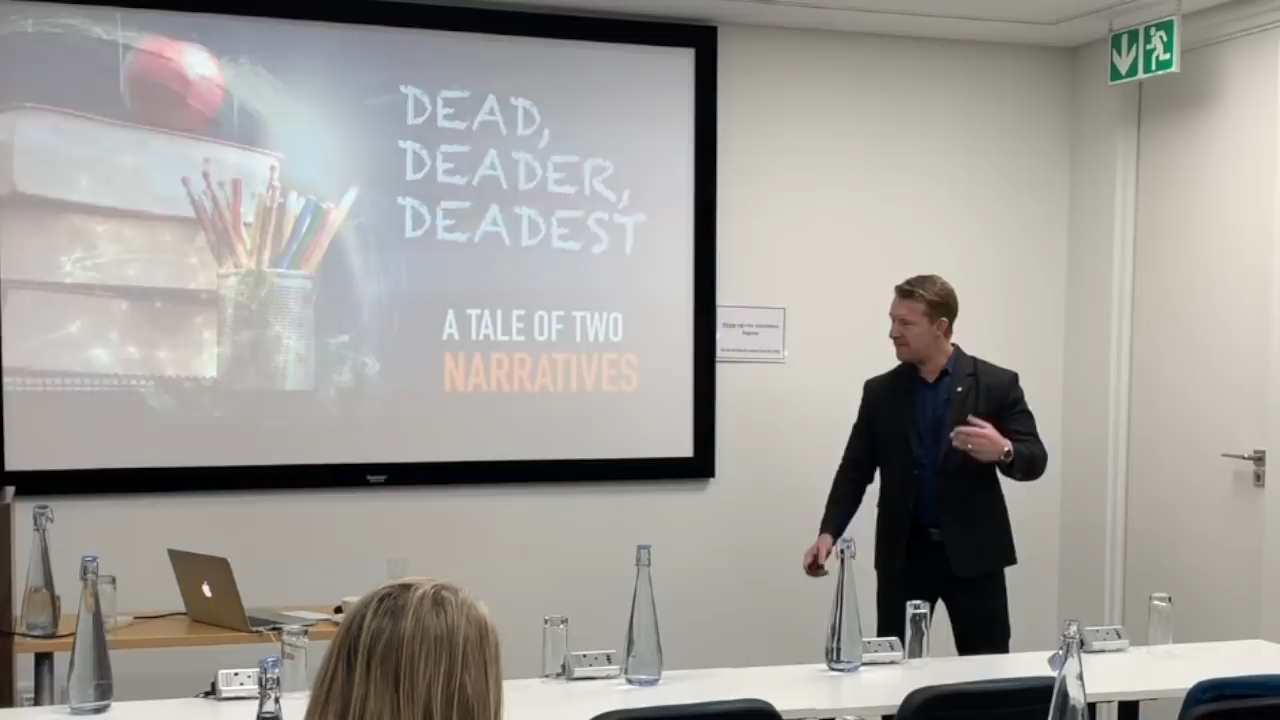 DEAD,
DEADER,
DEADEST
A TALE OF TWO
NARRATIVES